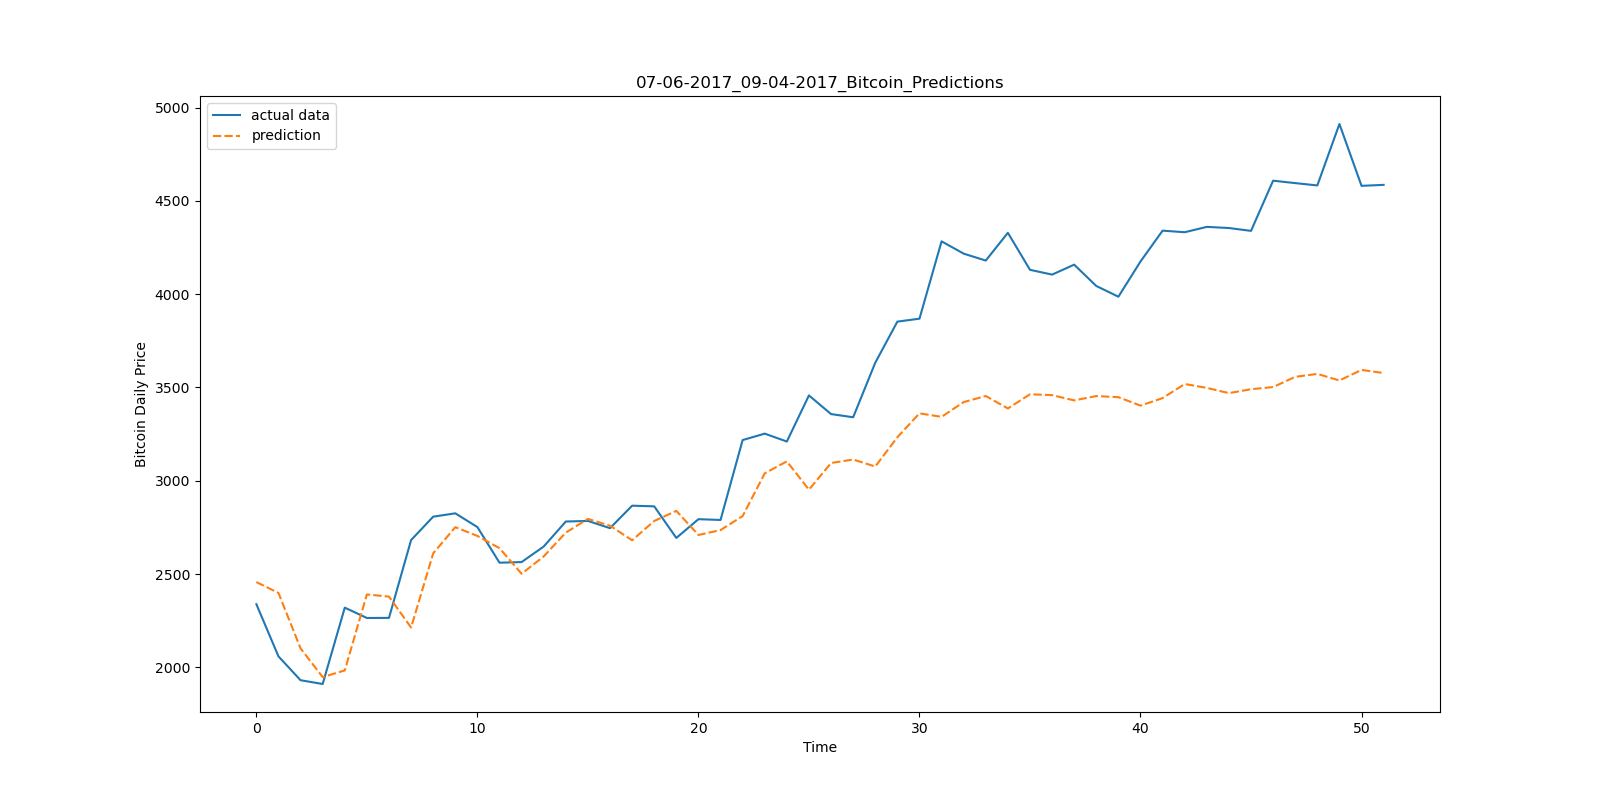 07-06-2017_09-04-2017_Bitcoin_Predictions
actual data
prediction
5000
4500
4000
3500
3000
2500
2000
Bitcoin Daily Price
0 10 20 30 40 50
Time